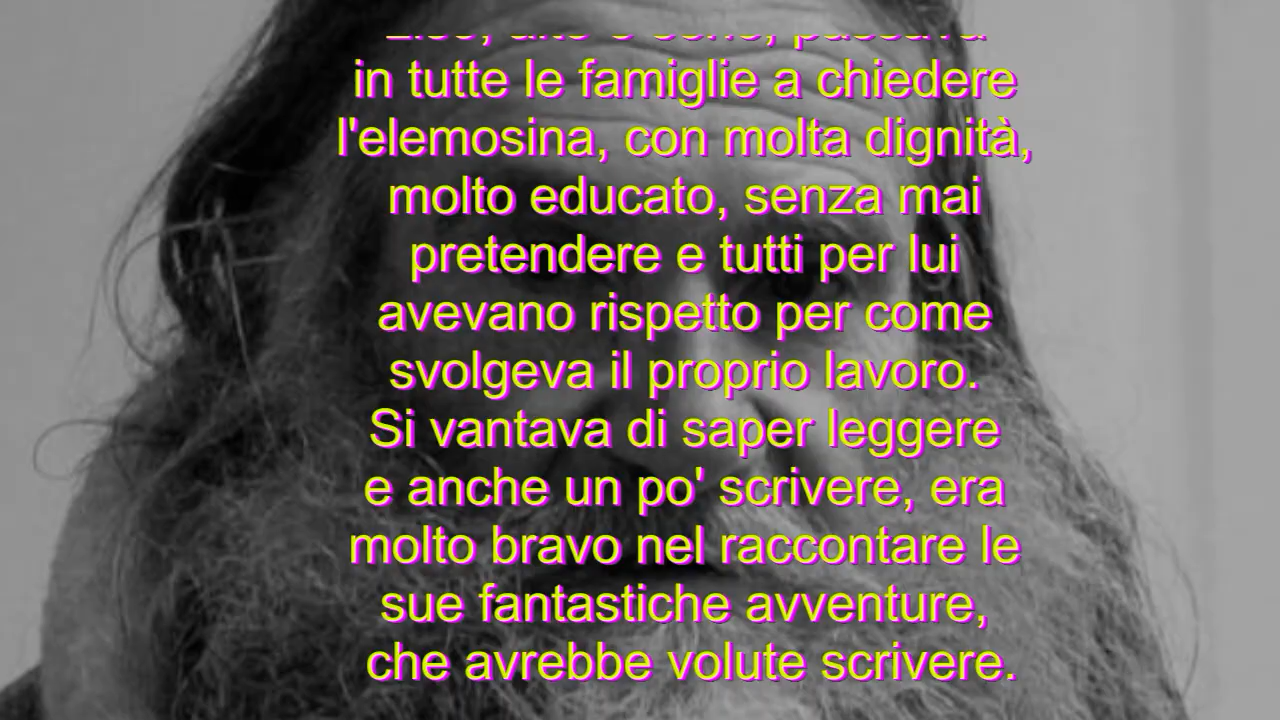 in tutte le famiglie a chiedere
l'elemosina, con molta dignità,
molto educato, senza mai
pretendere e tutti per lui
avevano rispetto per come
svolgeva il proprio lavoro.
Si vantava di saper leggere
e anche un po' scrivere, era
molto bravo nel raccontare le
sue fantastiche avventure,
che avrebbe volute scrivere.